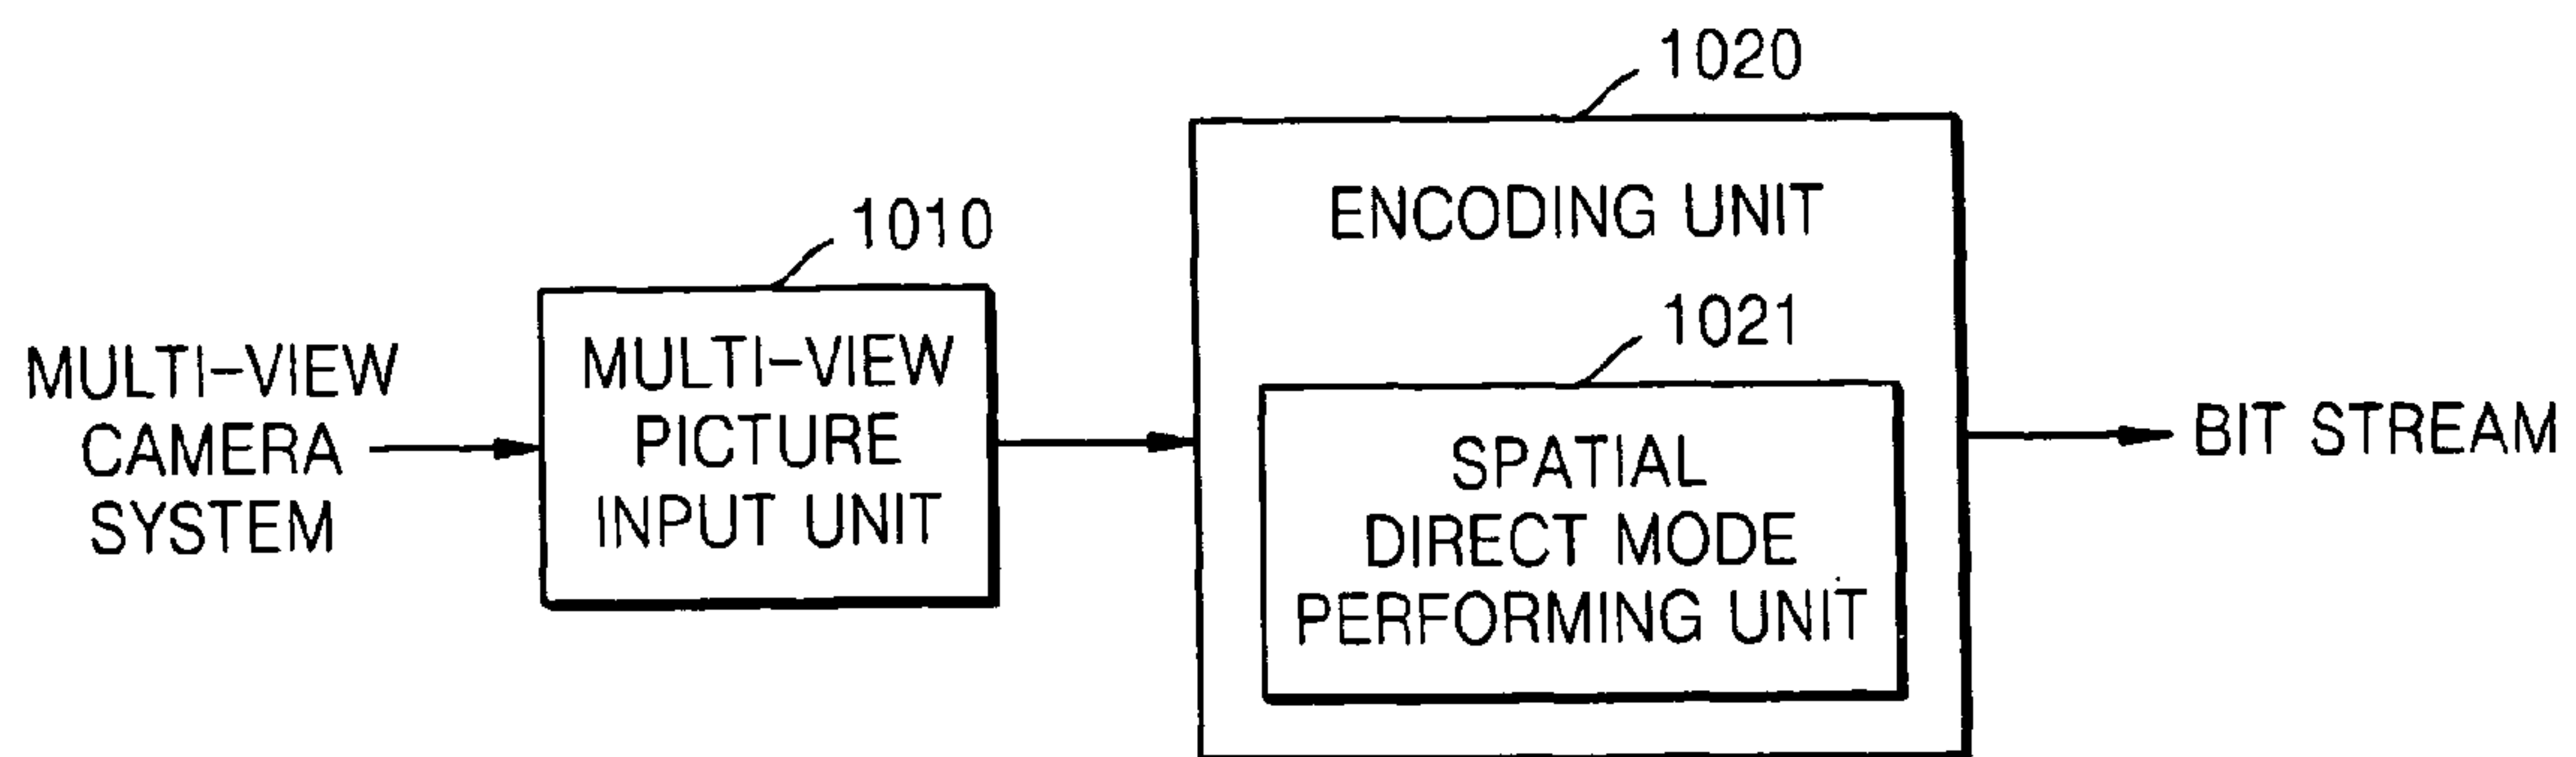 1020
ENCODING UNIT
1010
1021
MULTI-VIEW
CAMERA
SYSTEM
MULTI-VIEW
PICTURE
INPUT UNIT
SPATIAL
DIRECT MODE
PERFORMING UNIT
BIT STREAM